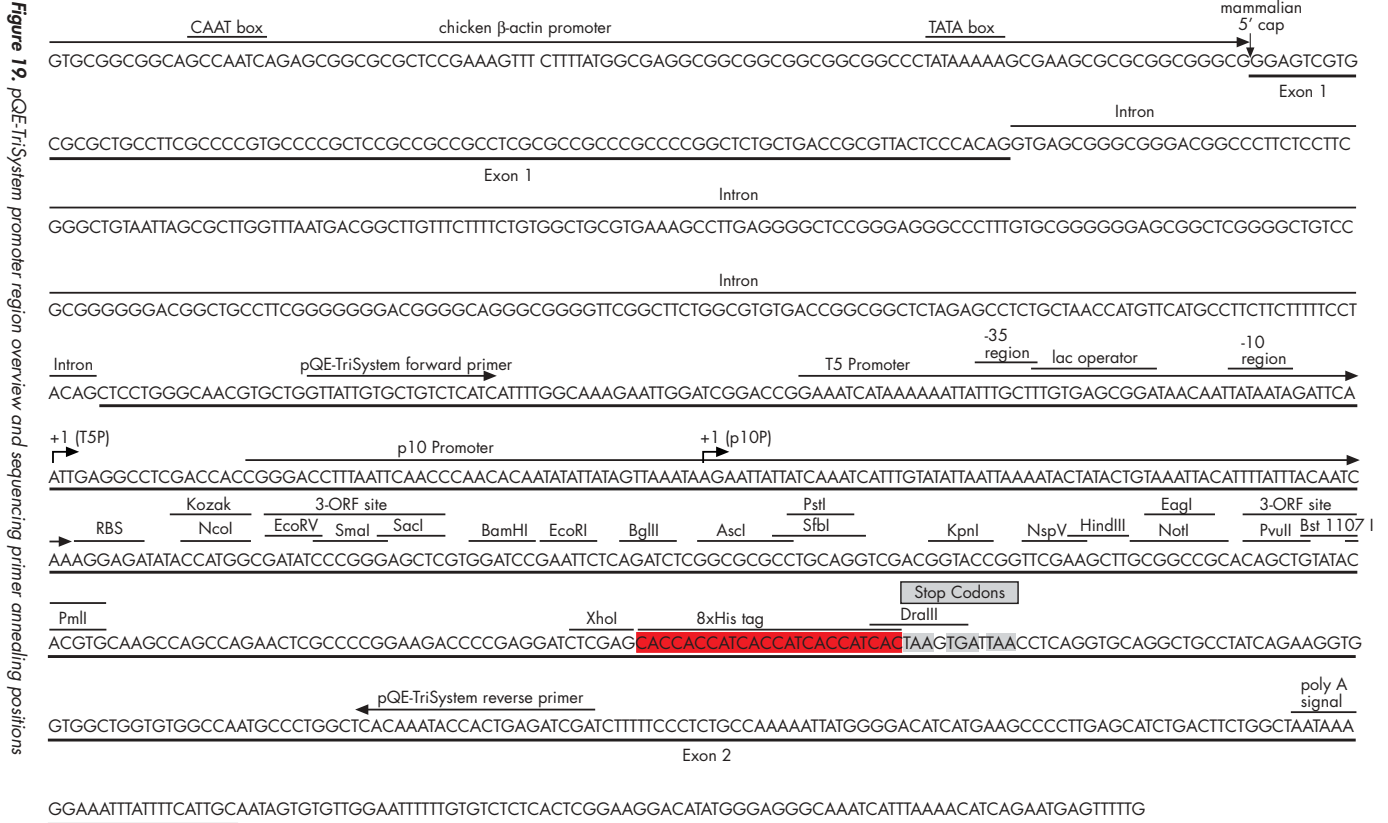 Figure 19. pQE-TriSystem promoter region overview and sequencing primer annealing positions
CAAT box chicken β-actin promoter TATA box mammalian 5' cap
GTGCGGCGGCAGCCAATCAGAGCGGCGCGCTCCGAAAGTTT CTTTTATGGCGAGGCGGCGGCGGCGGCGGCCCTATAAAAAGCGAAGCGCGCGGCGGGCGGGAGTCGTG
Exon 1
Intron
CGCGCTGCCTTCGCCCCGTGCCCCGCTCCGCCGCCGCCTCGCGCCGCCCGCCCCGGCTCTGCTGACCGCGTTACTCCCACAGGTGAGCGGGCGGGACGGCCCTTCTCCTTC
Exon 1
Intron
GGGCTGTAATTAGCGCTTGGTTTAATGACGGCTTGTTTCTTTTCTGTGGCTGCGTGAAAGCCTTGAGGGGCTCCGGGAGGGCCCTTTGTGCGGGGGGAGCGGCTCGGGGCTGTCC
Intron
GCGGGGGGACGGCTGCCTTCGGGGGGGACGGGGCAGGGCGGGGTTCGGCTTCTGGCGTGTGACCGGCGGCTCTAGAGCCTCTGCTAACCATGTTCATGCCTTCTTCTTTTTCCT
Intron pQE-TriSystem forward primer T5 Promoter -35 region lac operator -10 region
ACAGCTCCTGGGCAACGTGCTGGTTATTGTGCTGTCTCATCATTTTGGCAAAGAATTGGATCGGACCGGAAATCATAAAAAATTATTTGCTTTGTGAGCGGATAACAATTATAATAGATTCA
+1 (T5P) p10 Promoter +1 (p10P)
ATTGAGGCCTCGACCACCGGGACCTTTAATTCAACCCAACACAATATATTATAGTTAAATAAGAATTATTATCAAATCATTTGTATATTAATTAAAATACTATACTGTAAATTACATTTTATTTACAATC
Kozak 3-ORF site PstI EagI 3-ORF site
RBS NcoI EcoRV SmaI SacI BamHI EcoRI BglII AscI SfbI KpnI NspV HindIII NotI PvuII Bst 1107 I
AAAGGAGATATACCATGGCGATATCCCGGGAGCTCGTGGATCCGAATTCTCAGATCTCGGCGCGCCTGCAGGTCGACGGTACCGGTTCGAAGCTTGCGGCCGCACAGCTGTATAC
Stop Codons
PmlI XhoI 8xHis tag DraIII
ACGTGCAAGCCAGCCAGAACTCGCCCCGGAAGACCCCGAGGATCTCGAGCACCACCATCACCATCACCATCACTAAGTGATTAACCTCAGGTGCAGGCTGCCTATCAGAAGGTG
pQE-TriSystem reverse primer poly A signal
GTGGCTGGTGTGGCCAATGCCCTGGCTCACAAATACCACTGAGATCGATCTTTTTCCCTCTGCCAAAAATTATGGGGACATCATGAAGCCCCTTGAGCATCTGACTTCTGGCTAATAAA
Exon 2
GGAAATTTATTTTCATTGCAATAGTGTGTTGGAATTTTTTGTGTCTCTCACTCGGAAGGACATATGGGAGGGCAAATCATTTAAAACATCAGAATGAGTTTTTG